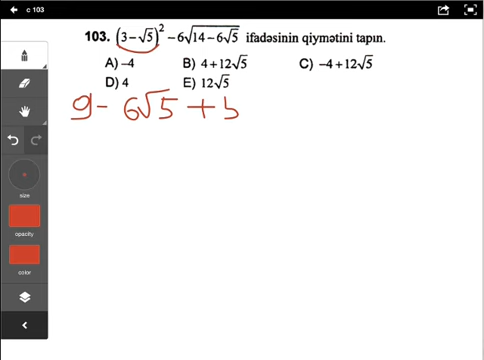 c 103
103. (3 − √5)² − 6√14 − 6√5 ifadəsinin qiymətini tapın.
A) −4 B) 4 + 12√5 C) −4 + 12√5
D) 4 E) 12√5
9 − 6√5 + 5
size
opacity
color